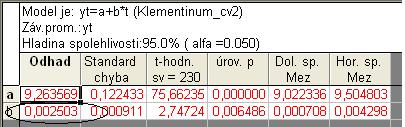 Model je: yt=a+b*t (Klementinum_cv2)
Záv.prom.:yt
Hladina spolehlivosti:95.0% ( alfa =0.050)
Odhad Standard t-hodn. úrov. p Dol. sp. Hor. sp.
chyba sv = 230 Mez Mez
a 9,263569 0,122433 75,66235 0,000000 9,022336 9,504803
b 0,002503 0,000911 2,74724 0,006486 0,000708 0,004298